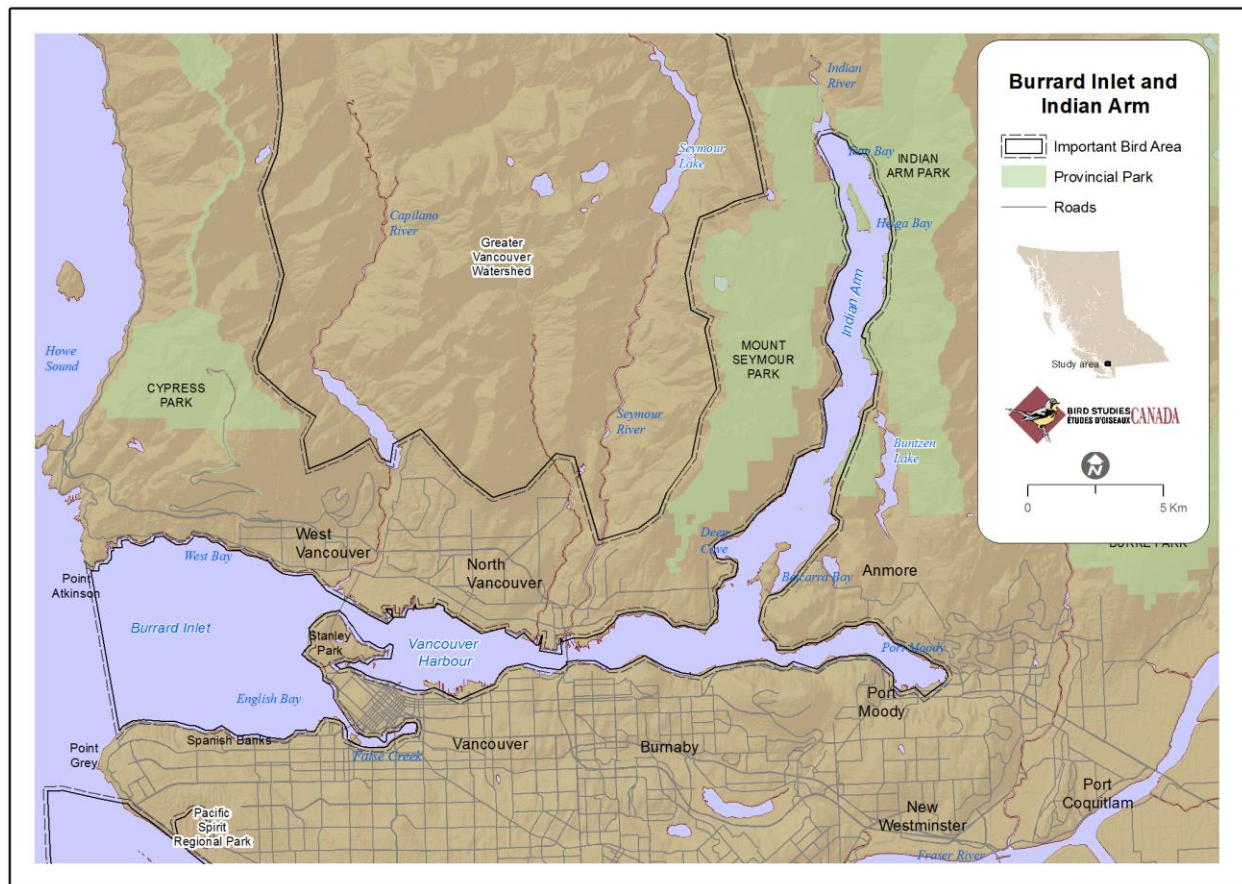 Indian
River
Burrard Inlet and
Indian Arm
Important Bird Area
Provincial Park
Roads
Study area
BIRD STUDIES
ÉTUDES D'OISEAUX CANADA
N
0
5 Km
Seymour
Lake
Bay
INDIAN
ARM PARK
Capilano
River
Greater
Vancouver
Watershed
Bay
Indian Arm
Howe
Sound
CYPRESS
PARK
MOUNT
SEYMOUR
PARK
Seymour
River
Buntzen
Lake
PARK
West
Vancouver
West Bay
North
Vancouver
Deep
Cove
Belcarra Bay
Anmore
Point
Atkinson
Burrard Inlet
Stanley
Park
Vancouver
Harbour
Port Moody
English Bay
Port
Moody
Spanish Banks
Point
Grey
False Creek
Vancouver
Burnaby
Port
Coquitlam
New
Westminster
Pacific
Spirit
Regional Park
Fraser River